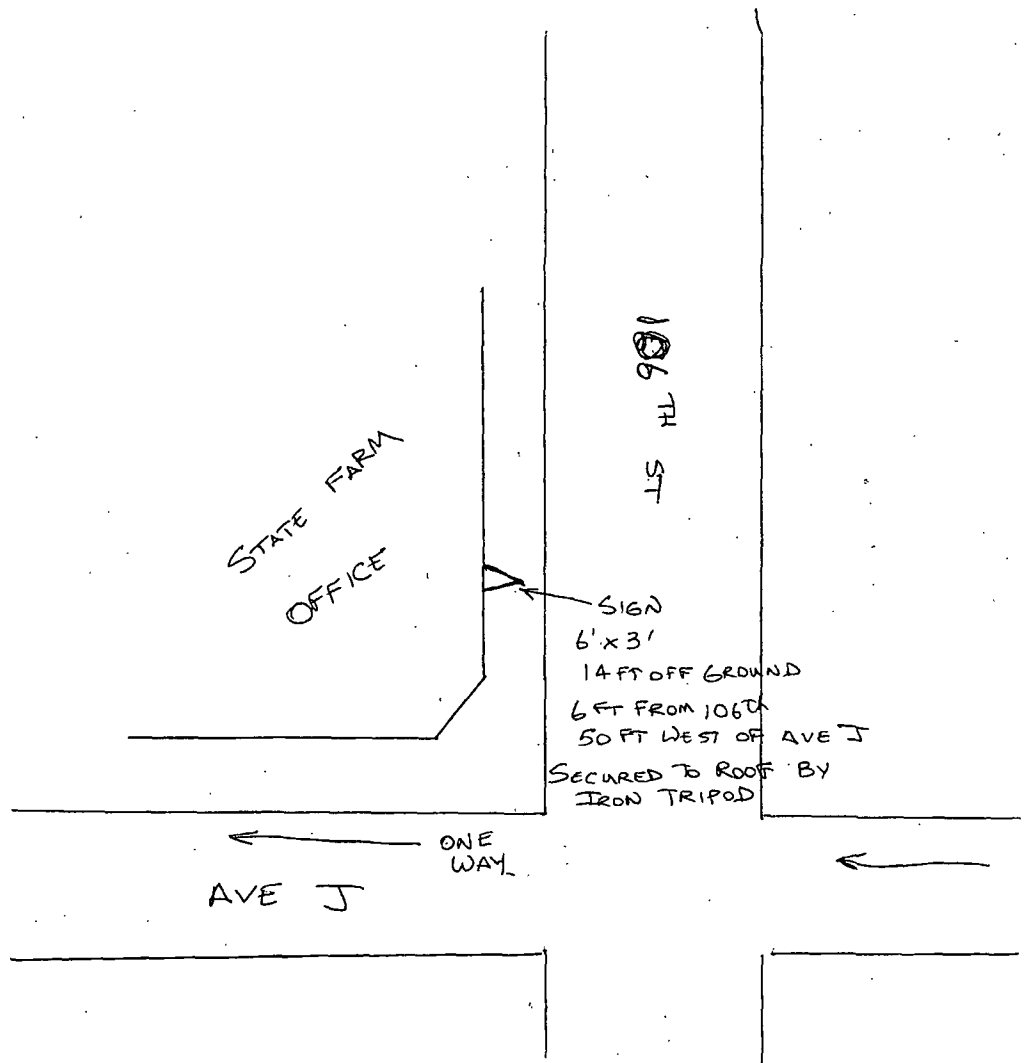 106 TH ST
STATE FARM
OFFICE
SIGN
6' x 3'
14 FT OFF GROUND
6 FT FROM 106TH
50 FT WEST OF AVE J
SECURED TO ROOF BY
IRON TRIPOD
ONE
WAY
AVE J